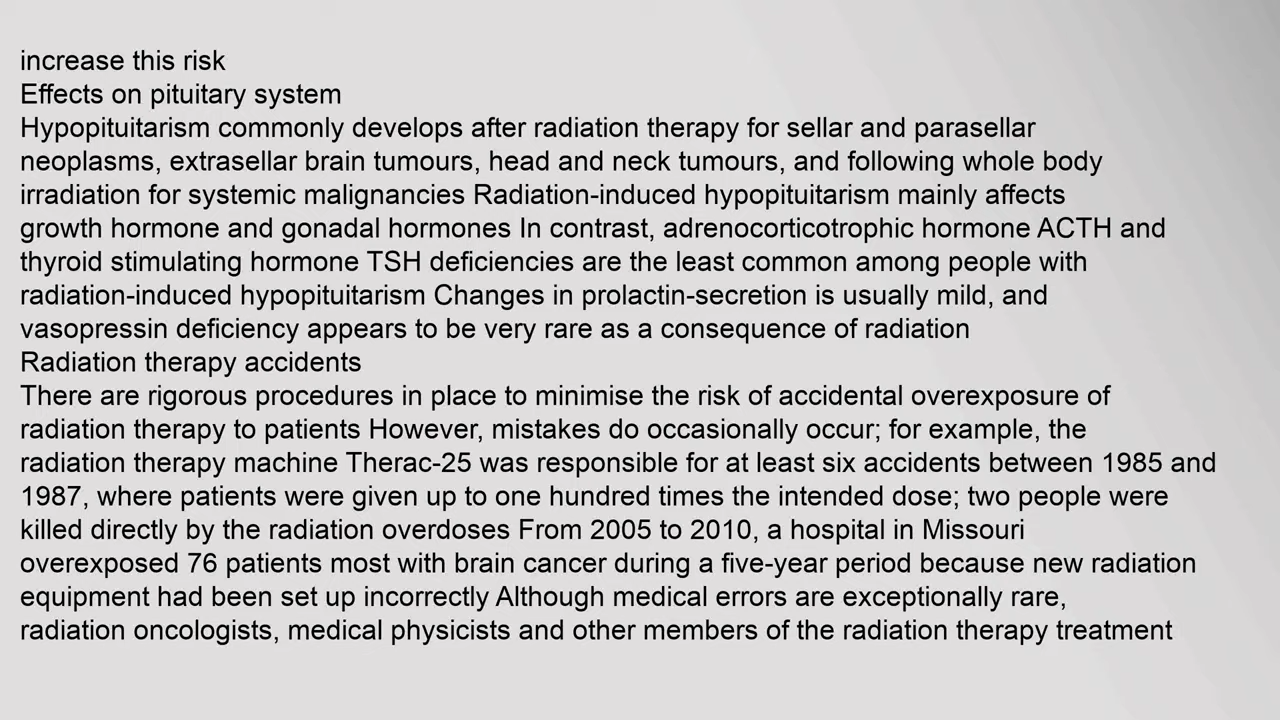 increase this risk
Effects on pituitary system
Hypopituitarism commonly develops after radiation therapy for sellar and parasellar
neoplasms, extrasellar brain tumours, head and neck tumours, and following whole body
irradiation for systemic malignancies Radiation-induced hypopituitarism mainly affects
growth hormone and gonadal hormones In contrast, adrenocorticotrophic hormone ACTH and
thyroid stimulating hormone TSH deficiencies are the least common among people with
radiation-induced hypopituitarism Changes in prolactin-secretion is usually mild, and
vasopressin deficiency appears to be very rare as a consequence of radiation
Radiation therapy accidents
There are rigorous procedures in place to minimise the risk of accidental overexposure of
radiation therapy to patients However, mistakes do occasionally occur; for example, the
radiation therapy machine Therac-25 was responsible for at least six accidents between 1985 and
1987, where patients were given up to one hundred times the intended dose; two people were
killed directly by the radiation overdoses From 2005 to 2010, a hospital in Missouri
overexposed 76 patients most with brain cancer during a five-year period because new radiation
equipment had been set up incorrectly Although medical errors are exceptionally rare,
radiation oncologists, medical physicists and other members of the radiation therapy treatment